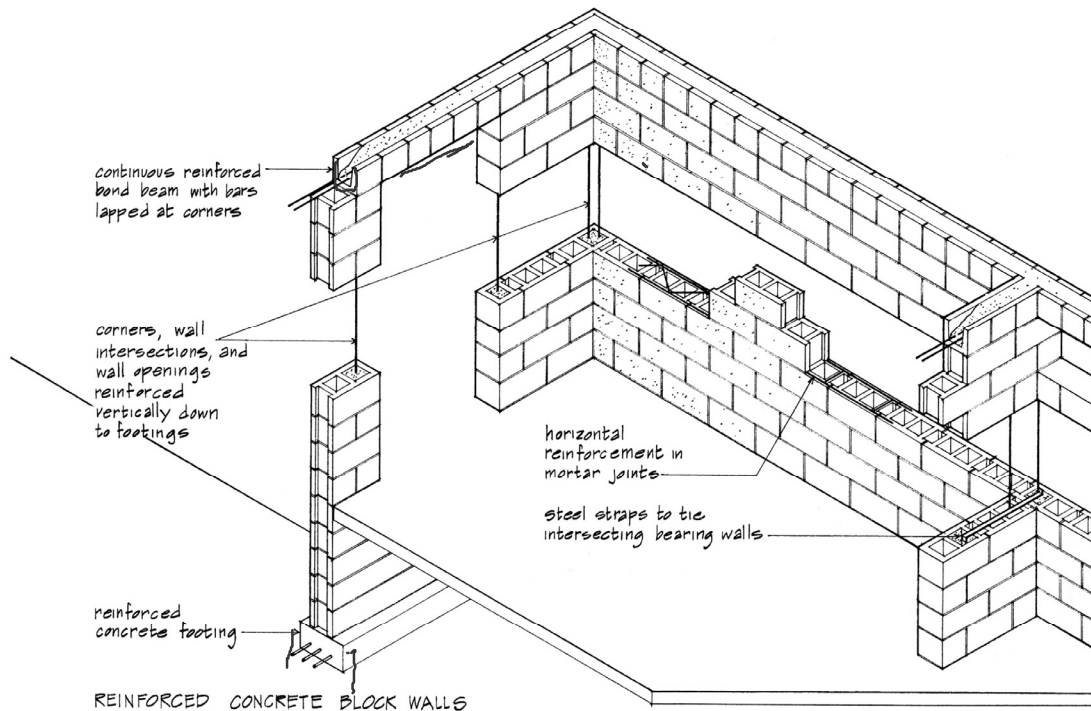 continuous reinforced
bond beam with bars
lapped at corners
corners, wall
intersections, and
wall openings
reinforced
vertically down
to footings
horizontal
reinforcement in
mortar joints
steel straps to tie
intersecting bearing walls
reinforced
concrete footing
REINFORCED CONCRETE BLOCK WALLS